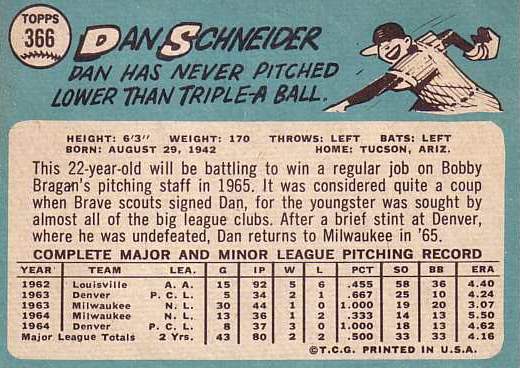 TOPPS
366
DAN SCHNEIDER
DAN HAS NEVER PITCHED
LOWER THAN TRIPLE-A BALL.
HEIGHT: 6'3" WEIGHT: 170 THROWS: LEFT BATS: LEFT
BORN: AUGUST 29, 1942 HOME: TUCSON, ARIZ.
This 22-year-old will be battling to win a regular job on Bobby
Bragan's pitching staff in 1965. It was considered quite a coup
when Brave scouts signed Dan, for the youngster was sought by
almost all of the big league clubs. After a brief stint at Denver,
where he was undefeated, Dan returns to Milwaukee in '65.
COMPLETE MAJOR AND MINOR LEAGUE PITCHING RECORD
YEAR TEAM LEA. G IP W L PCT SO BB ERA
1962 Louisville A. A. 15 92 5 6 .455 58 36 4.40
1963 Denver P. C. L. 5 34 2 1 .667 25 10 4.24
1963 Milwaukee N. L. 30 44 1 0 1.000 19 20 3.07
1964 Milwaukee N. L. 13 36 1 2 .333 14 13 5.50
1964 Denver P. C. L. 8 37 3 0 1.000 18 13 4.62
Major League Totals 2 Yrs. 43 80 2 2 .500 33 33 4.16
©T.C.G. PRINTED IN U.S.A.